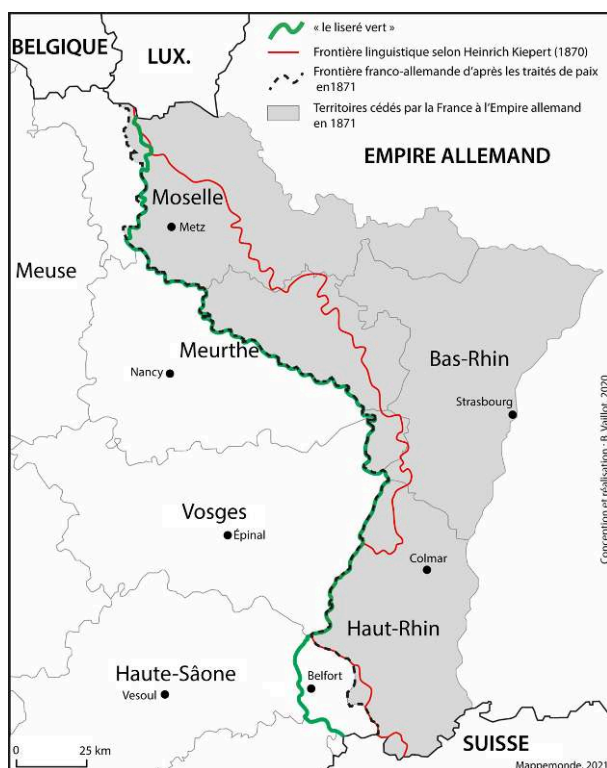 BELGIQUE
LUX.
« le liseré vert »
Frontière linguistique selon Heinrich Kiepert (1870)
Frontière franco-allemande d'après les traités de paix
en1871
Territoires cédés par la France à l'Empire allemand
en 1871
EMPIRE ALLEMAND
Moselle
Metz
Meuse
Meurthe
Nancy
Bas-Rhin
Strasbourg
Vosges
Épinal
Colmar
Haut-Rhin
Haute-Sâone
Vesoul
Belfort
SUISSE
0 25 km
Conception et réalisation : B. Vaillot, 2020
Mappemonde, 2021